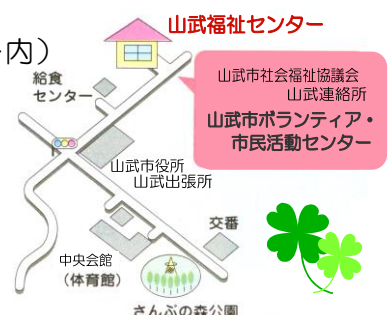 山武福祉センター
内）
給食
センター
山武市社会福祉協議会
山武連絡所
山武市ボランティア・
市民活動センター
山武市役所
山武出張所
交番
中央会館
（体育館）
さんぶの森公園